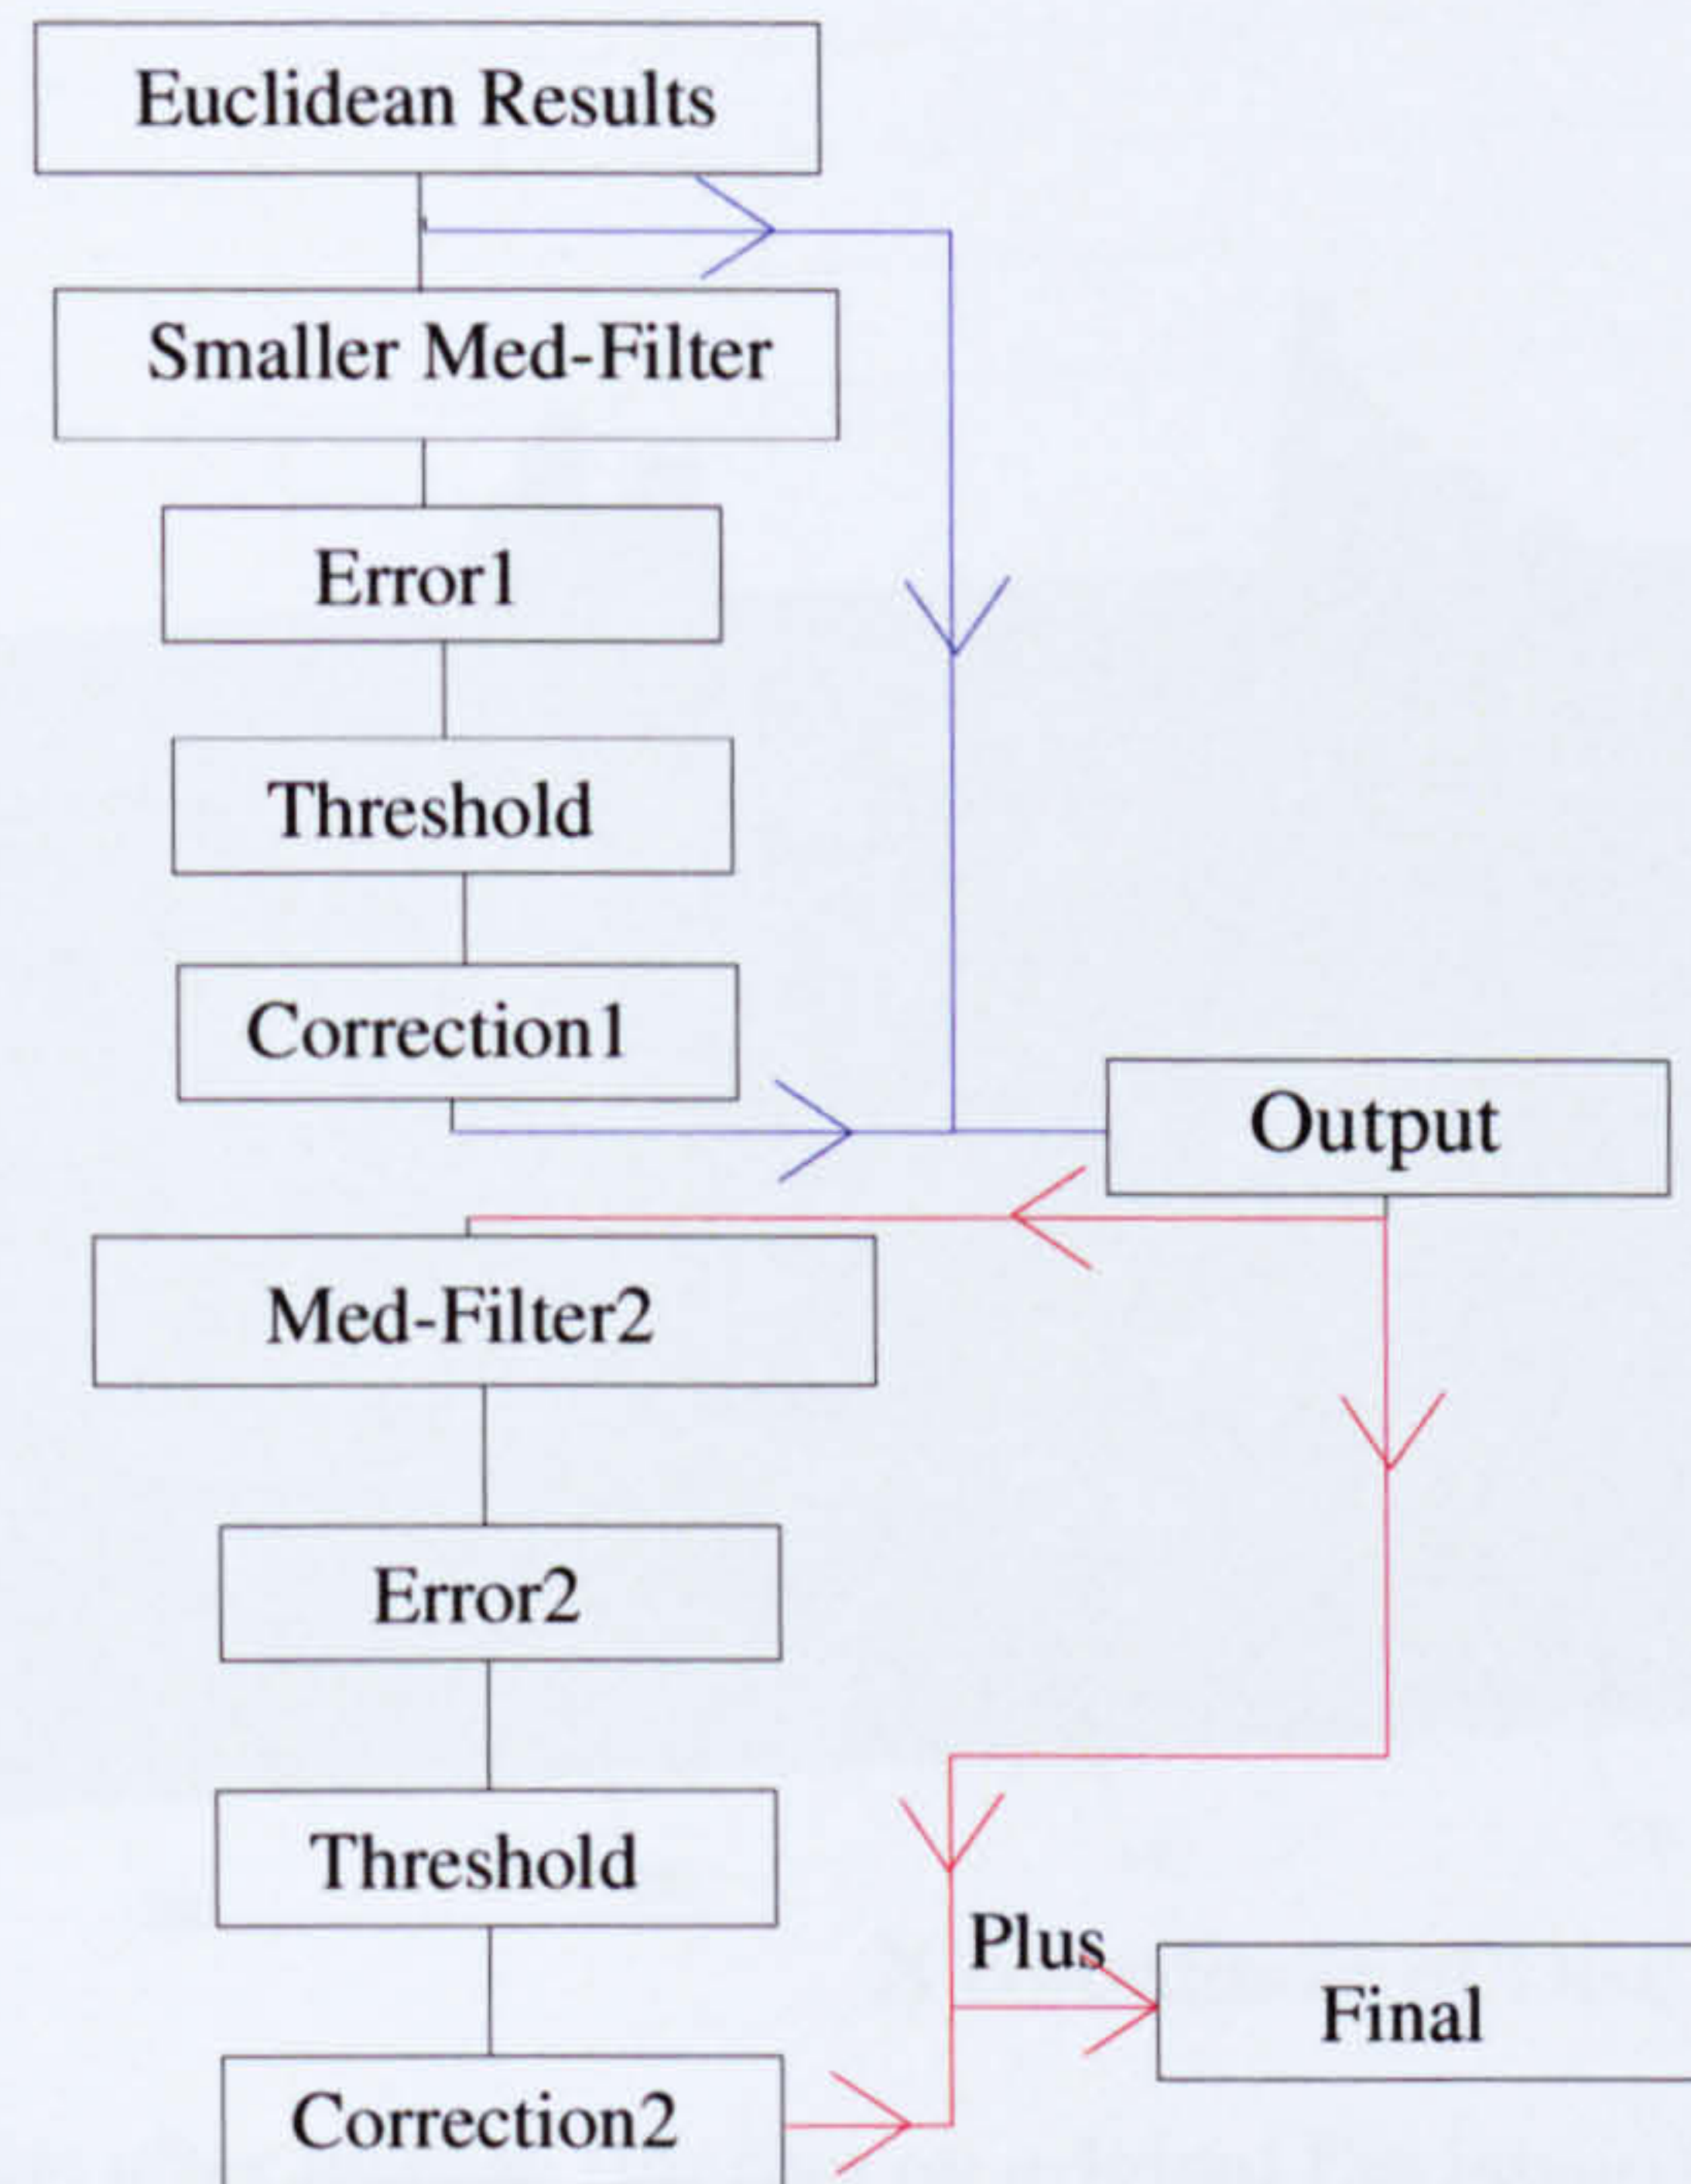 Euclidean Results
Smaller Med-Filter
Error1
Threshold
Correction1
Output
Med-Filter2
Error2
Threshold
Plus
Final
Correction2